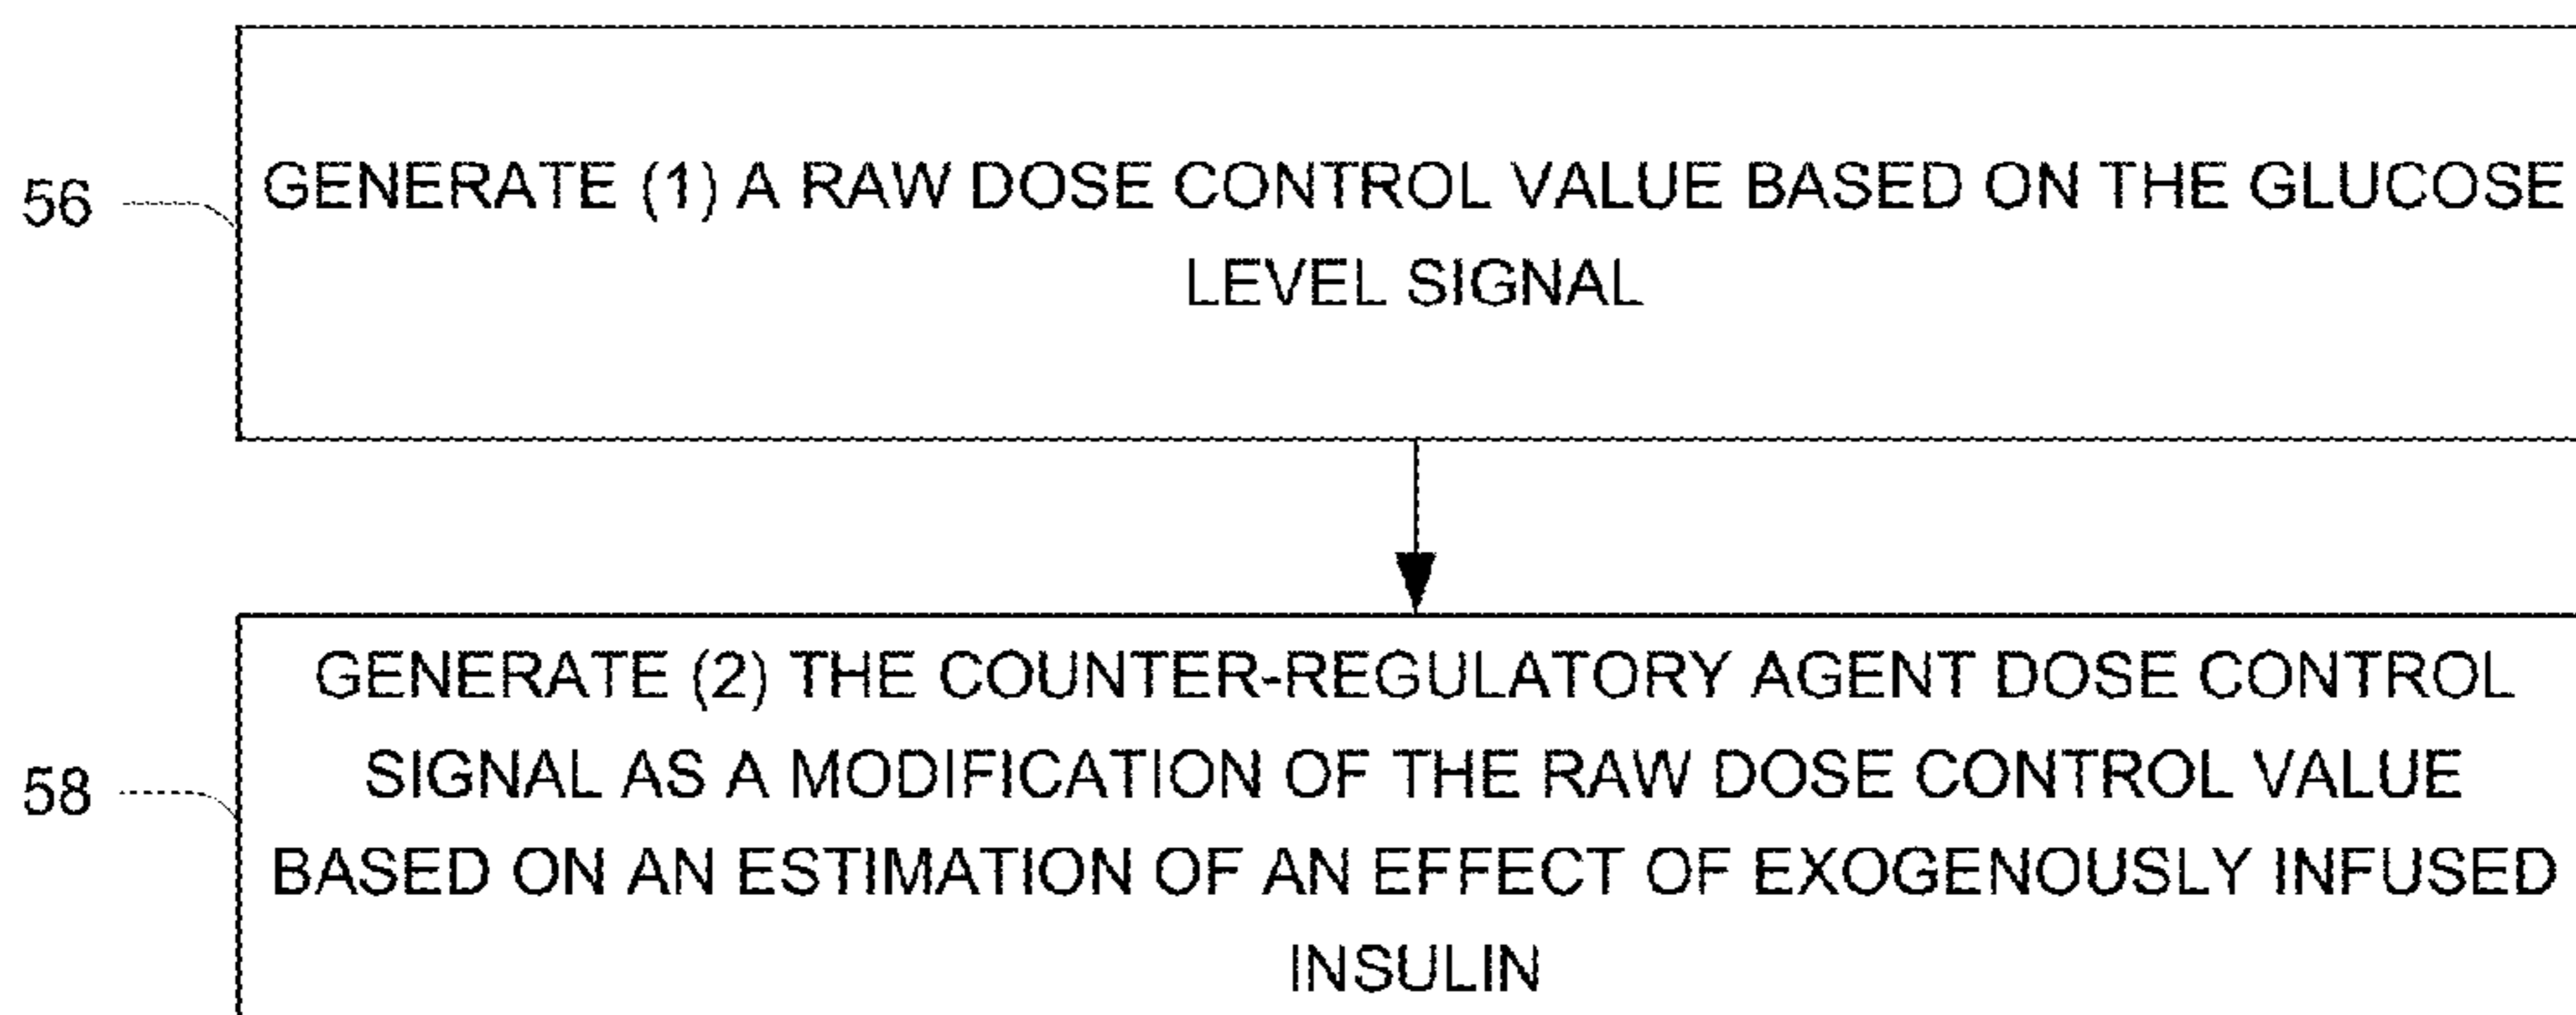 56
GENERATE (1) A RAW DOSE CONTROL VALUE BASED ON THE GLUCOSE
LEVEL SIGNAL
58
GENERATE (2) THE COUNTER-REGULATORY AGENT DOSE CONTROL
SIGNAL AS A MODIFICATION OF THE RAW DOSE CONTROL VALUE
BASED ON AN ESTIMATION OF AN EFFECT OF EXOGENOUSLY INFUSED
INSULIN